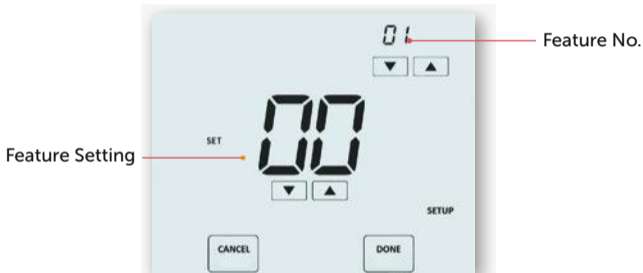 01
Feature No.
00
SET
Feature Setting
SETUP
CANCEL
DONE